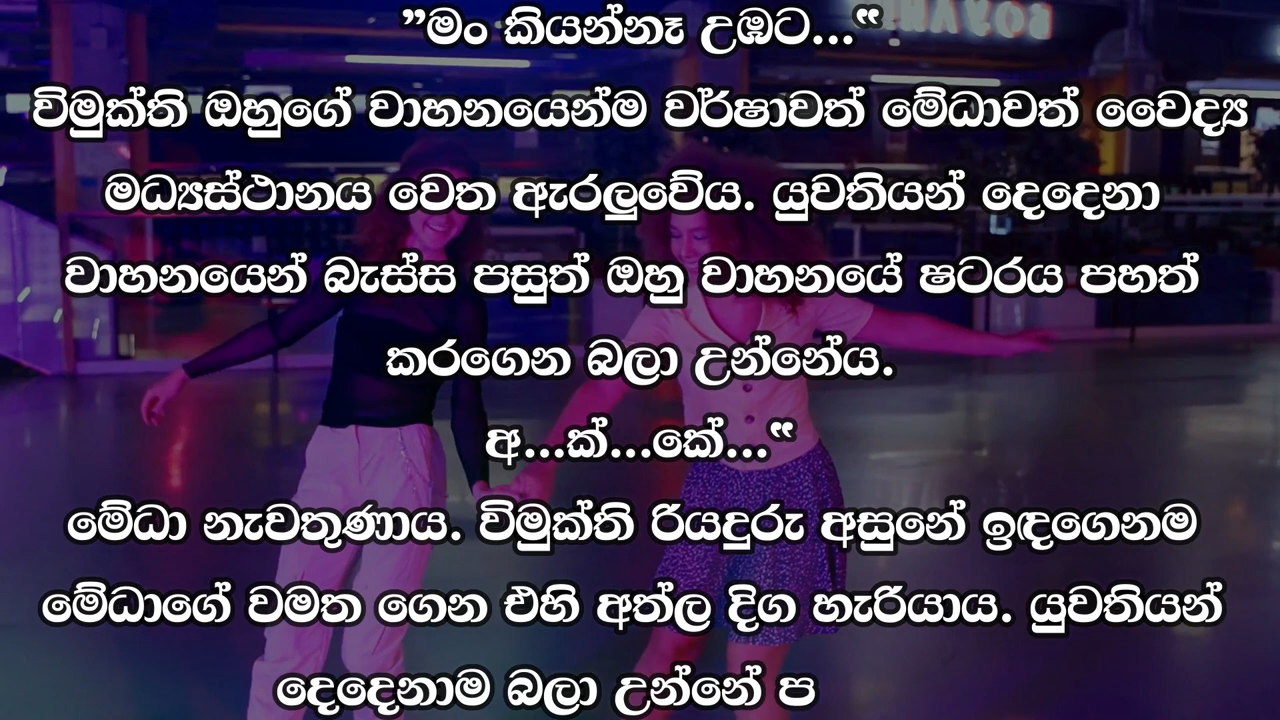 ”මං කියන්නෑ උඹට...“
විමුක්ති ඔහුගේ වාහනයෙන්ම වර්ෂාවත් මේධාවත් වෛද්‍ය
මධ්‍යස්ථානය වෙත ඇරලුවේය. යුවතියන් දෙදෙනා
වාහනයෙන් බැස්ස පසුත් ඔහු වාහනයේ ෂටරය පහත්
කරගෙන බලා උන්නේය.
අ...ක්...කේ...“
මේධා නැවතුණාය. විමුක්ති රියදුරු අසුනේ ඉඳගෙනම
මේධාගේ වමත ගෙන එහි අත්ල දිග හැරියාය. යුවතියන්
දෙදෙනාම බලා උන්නේ ප